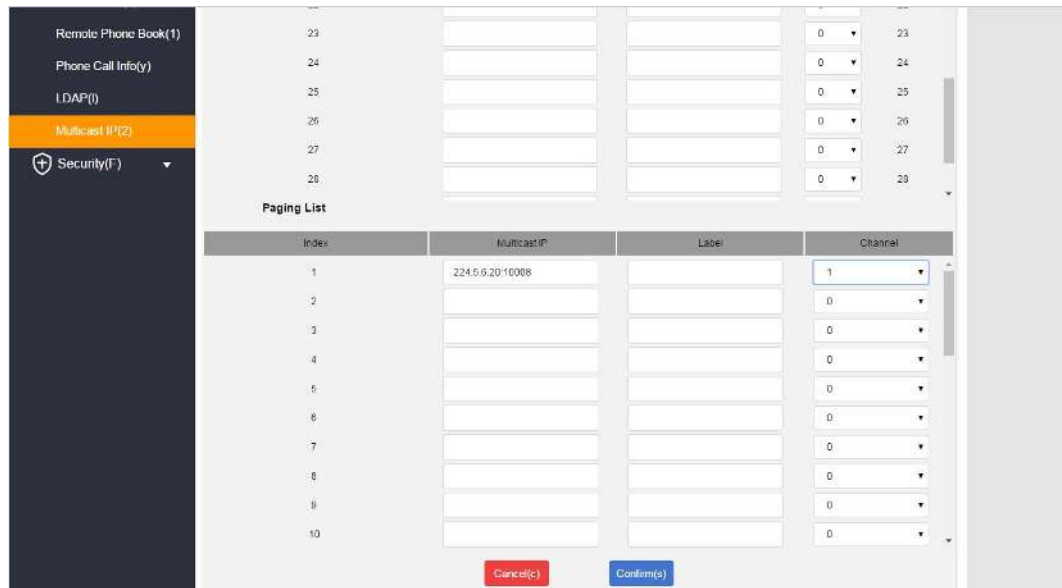 Remote Phone Book(1)
Phone Call Info(y)
LDAP(l)
Multicast IP(2)
Security(F)
23 0 23
24 0 24
25 0 25
26 0 26
27 0 27
28 0 28
Paging List
Index Multicast IP Label Channel
1 224.5.6.20:10008 1
2 0
3 0
4 0
5 0
6 0
7 0
8 0
9 0
10 0
Cancel(c) Confirm(s)